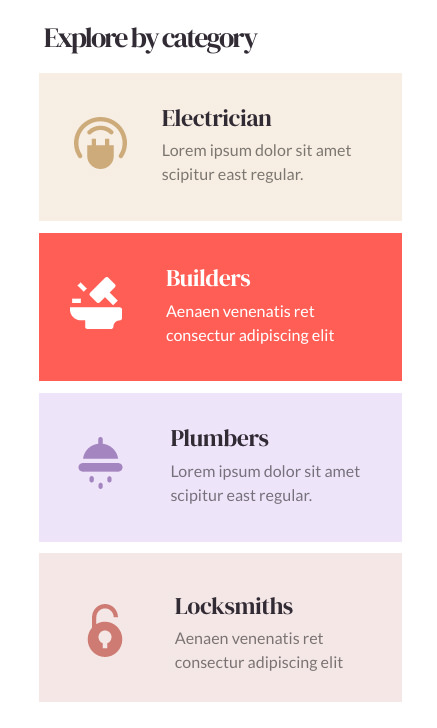 Explore by category
Electrician
Lorem ipsum dolor sit amet
scipitur east regular.
Builders
Aenaen venenatis ret
consectur adipiscing elit
Plumbers
Lorem ipsum dolor sit amet
scipitur east regular.
Locksmiths
Aenaen venenatis ret
consectur adipiscing elit